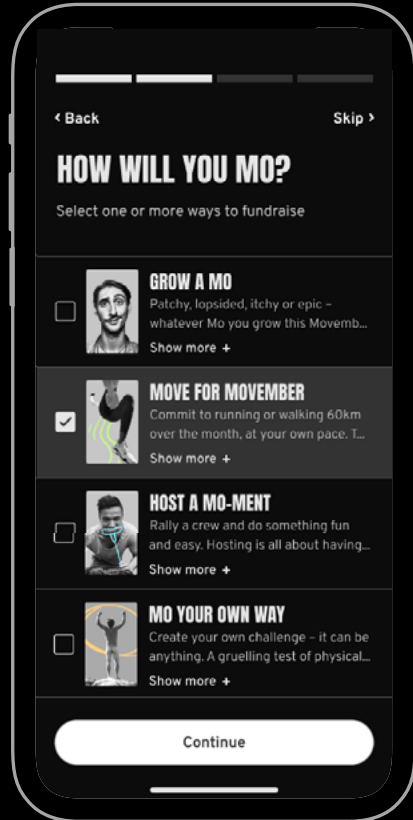 Back
Skip
HOW WILL YOU MO?
Select one or more ways to fundraise
GROW A MO
Patchy, lopsided, itchy or epic –
whatever Mo you grow this Movemb...
Show more +
MOVE FOR MOVEMBER
Commit to running or walking 60km
over the month, at your own pace. T...
Show more +
HOST A MO-MENT
Rally a crew and do something fun
and easy. Hosting is all about having...
Show more +
MO YOUR OWN WAY
Create your own challenge – it can be
anything. A gruelling test of physical...
Show more +
Continue